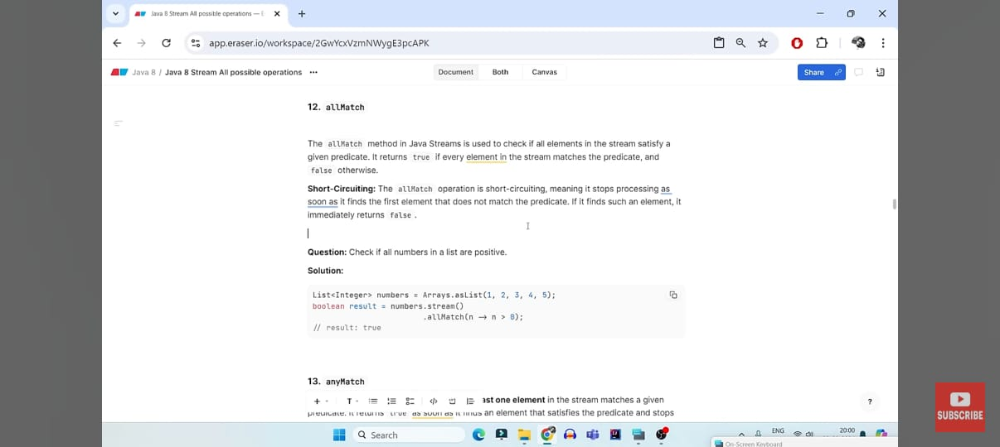 Java 8 Stream All possible operations — E
app.eraser.io/workspace/2GwYcxVzmNWygE3pcAPK
Java 8 / Java 8 Stream All possible operations ···
Document Both Canvas
Share
12. allMatch
The allMatch method in Java Streams is used to check if all elements in the stream satisfy a
given predicate. It returns true if every element in the stream matches the predicate, and
false otherwise.
Short-Circuiting: The allMatch operation is short-circuiting, meaning it stops processing as
soon as it finds the first element that does not match the predicate. If it finds such an element, it
immediately returns false .
Question: Check if all numbers in a list are positive.
Solution:
List<Integer> numbers = Arrays.asList(1, 2, 3, 4, 5);
boolean result = numbers.stream()
.allMatch(n → n > 0);
// result: true
13. anyMatch
ast one element in the stream matches a given
predicate. It returns true as soon as it finds an element that satisfies the predicate and stops
?
SUBSCRIBE
Search
ENG
20:00
On-Screen Keyboard